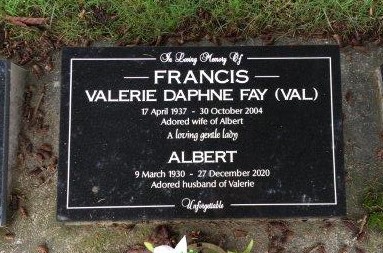 In Loving Memory Of
FRANCIS
VALERIE DAPHNE FAY (VAL)
17 April 1937 - 30 October 2004
Adored wife of Albert
A loving gentle lady
ALBERT
9 March 1930 - 27 December 2020
Adored husband of Valerie
Unforgettable